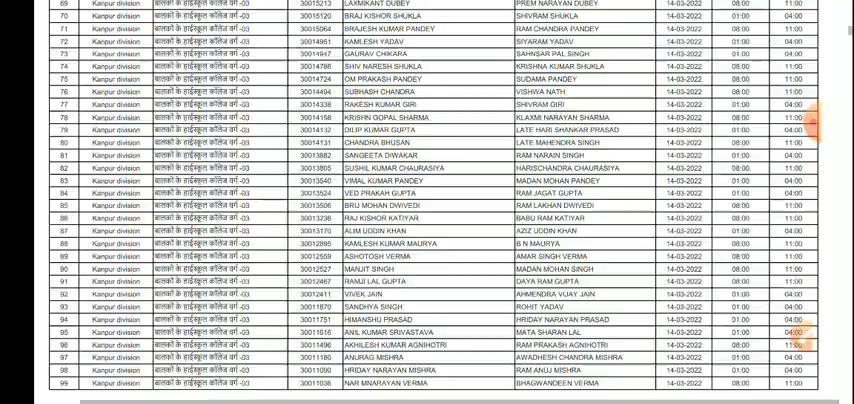 69 Kanpur division बालकों के हाईस्कूल कॉलेज वर्ग -03 30015213 LAXMIKANT DUBEY PREM NARAYAN DUBEY 14-03-2022 08:00 11:00
70 Kanpur division बालकों के हाईस्कूल कॉलेज वर्ग -03 30015120 BRAJ KISHOR SHUKLA SHIVRAM SHUKLA 14-03-2022 01:00 04:00
71 Kanpur division बालकों के हाईस्कूल कॉलेज वर्ग -03 30015064 BRAJESH KUMAR PANDEY RAM CHANDRA PANDEY 14-03-2022 08:00 11:00
72 Kanpur division बालकों के हाईस्कूल कॉलेज वर्ग -03 30014951 KAMLESH YADAV SIYARAM YADAV 14-03-2022 01:00 04:00
73 Kanpur division बालकों के हाईस्कूल कॉलेज वर्ग -03 30014947 GAURAV CHIKARA SAHNSAR PAL SINGH 14-03-2022 01:00 04:00
74 Kanpur division बालकों के हाईस्कूल कॉलेज वर्ग -03 30014786 SHIV NARESH SHUKLA KRISHNA KUMAR SHUKLA 14-03-2022 08:00 11:00
75 Kanpur division बालकों के हाईस्कूल कॉलेज वर्ग -03 30014724 OM PRAKASH PANDEY SUDAMA PANDEY 14-03-2022 08:00 11:00
76 Kanpur division बालकों के हाईस्कूल कॉलेज वर्ग -03 30014494 SUBHASH CHANDRA VISHWA NATH 14-03-2022 08:00 11:00
77 Kanpur division बालकों के हाईस्कूल कॉलेज वर्ग -03 30014338 RAKESH KUMAR GIRI SHIVRAM GIRI 14-03-2022 01:00 04:00
78 Kanpur division बालकों के हाईस्कूल कॉलेज वर्ग -03 30014158 KRISHN GOPAL SHARMA KLAXMI NARAYAN SHARMA 14-03-2022 08:00 11:00
79 Kanpur division बालकों के हाईस्कूल कॉलेज वर्ग -03 30014132 DILIP KUMAR GUPTA LATE HARI SHANKAR PRASAD 14-03-2022 01:00 04:00
80 Kanpur division बालकों के हाईस्कूल कॉलेज वर्ग -03 30014131 CHANDRA BHUSAN LATE.MAHENDRA SINGH 14-03-2022 08:00 11:00
81 Kanpur division बालकों के हाईस्कूल कॉलेज वर्ग -03 30013882 SANGEETA DIWAKAR RAM NARAIN SINGH 14-03-2022 01:00 04:00
82 Kanpur division बालकों के हाईस्कूल कॉलेज वर्ग -03 30013805 SUSHIL KUMAR CHAURASIYA HARISCHANDRA CHAURASIYA 14-03-2022 08:00 11:00
83 Kanpur division बालकों के हाईस्कूल कॉलेज वर्ग -03 30013540 VIMAL KUMAR PANDEY MADAN MOHAN PANDEY 14-03-2022 01:00 04:00
84 Kanpur division बालकों के हाईस्कूल कॉलेज वर्ग -03 30013524 VED PRAKAH GUPTA RAM JAGAT GUPTA 14-03-2022 01:00 04:00
85 Kanpur division बालकों के हाईस्कूल कॉलेज वर्ग -03 30013506 BRIJ MOHAN DWIVEDI RAM LAKHAN DWIVEDI 14-03-2022 08:00 11:00
86 Kanpur division बालकों के हाईस्कूल कॉलेज वर्ग -03 30013236 RAJ KISHOR KATIYAR BABU RAM KATIYAR 14-03-2022 08:00 11:00
87 Kanpur division बालकों के हाईस्कूल कॉलेज वर्ग -03 30013170 ALIM UDDIN KHAN AZIZ UDDIN KHAN 14-03-2022 01:00 04:00
88 Kanpur division बालकों के हाईस्कूल कॉलेज वर्ग -03 30012895 KAMLESH KUMAR MAURYA B N MAURYA 14-03-2022 08:00 11:00
89 Kanpur division बालकों के हाईस्कूल कॉलेज वर्ग -03 30012559 ASHOTOSH VERMA AMAR SINGH VERMA 14-03-2022 08:00 11:00
90 Kanpur division बालकों के हाईस्कूल कॉलेज वर्ग -03 30012527 MANJIT SINGH MADAN MOHAN SINGH 14-03-2022 08:00 11:00
91 Kanpur division बालकों के हाईस्कूल कॉलेज वर्ग -03 30012467 RAMJI LAL GUPTA DAYA RAM GUPTA 14-03-2022 08:00 11:00
92 Kanpur division बालकों के हाईस्कूल कॉलेज वर्ग -03 30012411 VIVEK JAIN AHMENDRA VIJAY JAIN 14-03-2022 01:00 04:00
93 Kanpur division बालकों के हाईस्कूल कॉलेज वर्ग -03 30011870 SANDHYA SINGH ROHIT YADAV 14-03-2022 01:00 04:00
94 Kanpur division बालकों के हाईस्कूल कॉलेज वर्ग -03 30011751 HIMANSHU PRASAD HRIDAY NARAYAN PRASAD 14-03-2022 01:00 04:00
95 Kanpur division बालकों के हाईस्कूल कॉलेज वर्ग -03 30011616 ANIL KUMAR SRIVASTAVA MATA SHARAN LAL 14-03-2022 01:00 04:00
96 Kanpur division बालकों के हाईस्कूल कॉलेज वर्ग -03 30011496 AKHILESH KUMAR AGNIHOTRI RAM PRAKASH AGNIHOTRI 14-03-2022 08:00 11:00
97 Kanpur division बालकों के हाईस्कूल कॉलेज वर्ग -03 30011180 ANURAG MISHRA AWADHESH CHANDRA MISHRA 14-03-2022 01:00 04:00
98 Kanpur division बालकों के हाईस्कूल कॉलेज वर्ग -03 30011090 HRIDAY NARAYAN MISHRA RAM ANUJ MISHRA 14-03-2022 01:00 04:00
99 Kanpur division बालकों के हाईस्कूल कॉलेज वर्ग -03 30011036 NAR MNARAYAN VERMA BHAGWANDEEN VERMA 14-03-2022 08:00 11:00